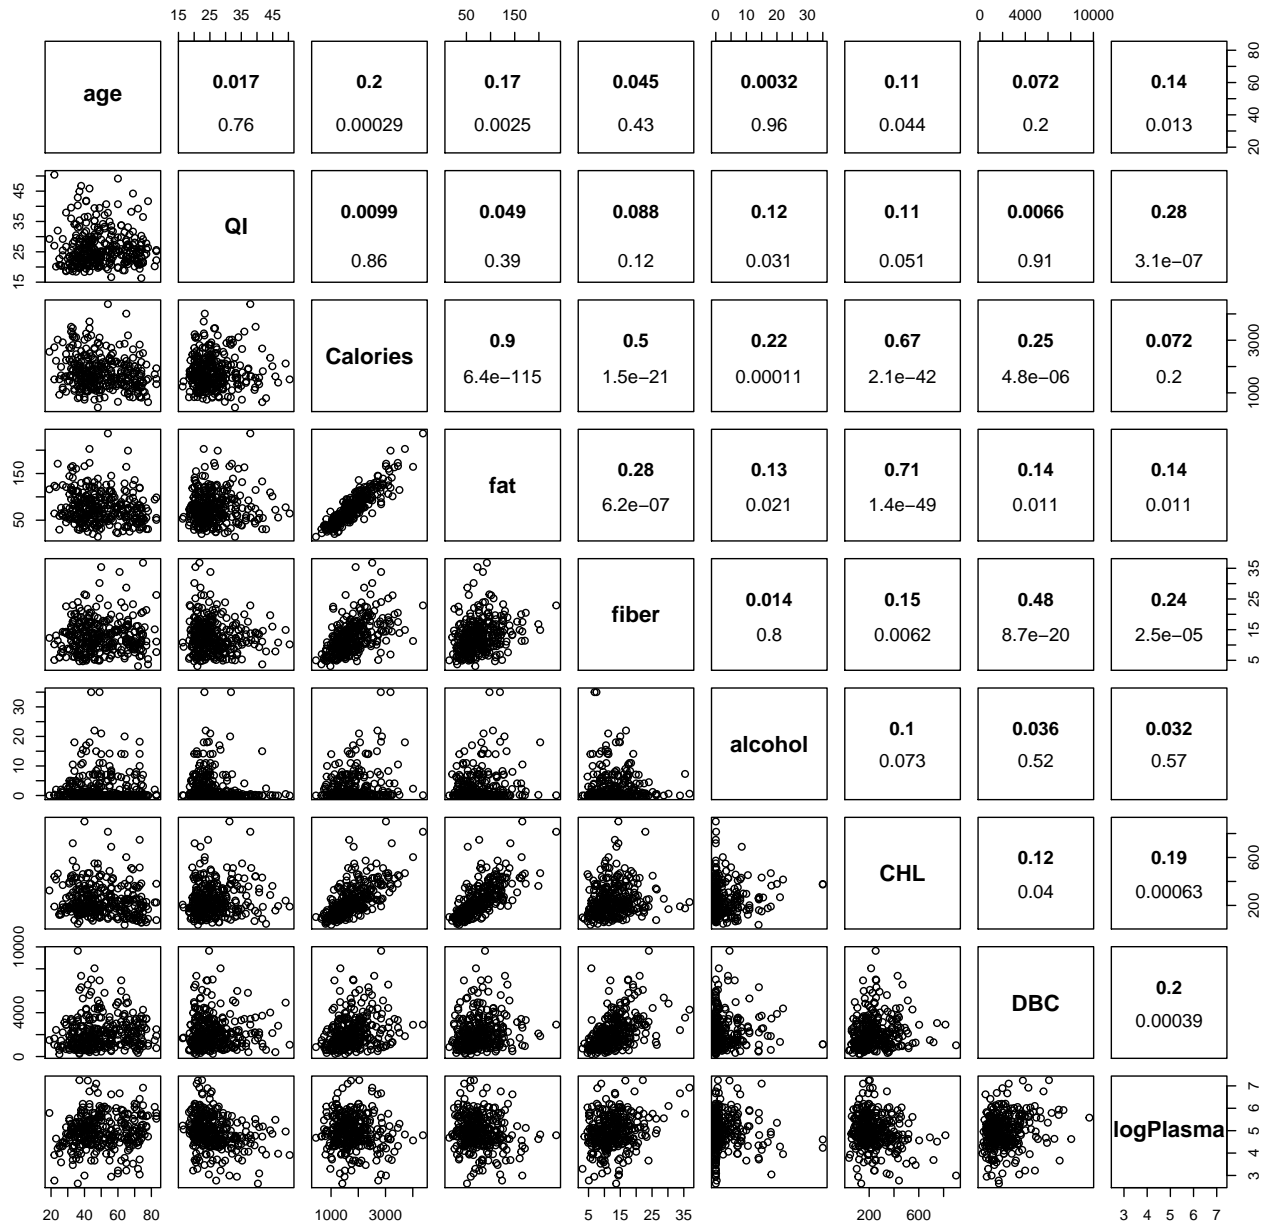 15 25 35 45 50 150 0 10 20 30 0 4000 10000
age 0.017 0.2 0.17 0.045 0.0032 0.11 0.072 0.14
0.76 0.00029 0.0025 0.43 0.96 0.044 0.2 0.013
20 40 60 80
15 25 35 45
QI 0.0099 0.049 0.088 0.12 0.11 0.0066 0.28
0.86 0.39 0.12 0.031 0.051 0.91 3.1e−07
Calories 0.9 0.5 0.22 0.67 0.25 0.072
6.4e−115 1.5e−21 0.00011 2.1e−42 4.8e−06 0.2
1000 3000
50 150
fat 0.28 0.13 0.71 0.14 0.14
6.2e−07 0.021 1.4e−49 0.011 0.011
fiber 0.014 0.15 0.48 0.24
0.8 0.0062 8.7e−20 2.5e−05
5 15 25 35
0 10 20 30
alcohol 0.1 0.036 0.032
0.073 0.52 0.57
CHL 0.12 0.19
0.04 0.00063
200 600
0 4000 10000
DBC 0.2
0.00039
logPlasma
3 4 5 6 7
20 40 60 80 1000 3000 5 15 25 35 200 600 3 4 5 6 7